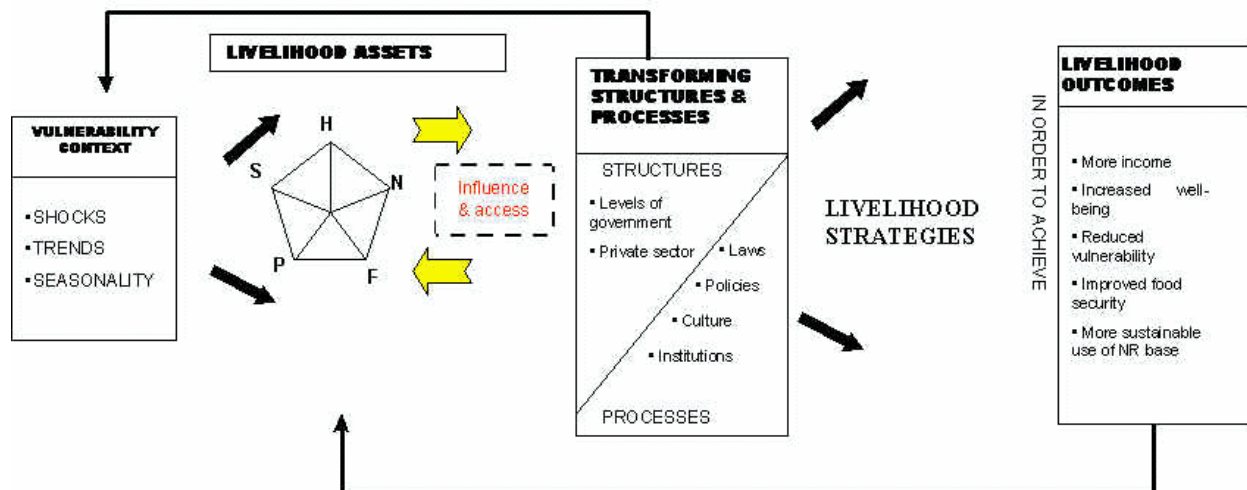 LIVELIHOOD ASSETS
VULNERABILITY
CONTEXT
▪SHOCKS
▪TRENDS
▪SEASONALITY
H
S
N
P
F
Influence
& access
TRANSFORMING
STRUCTURES &
PROCESSES
STRUCTURES
▪ Levels of
government
▪ Private sector
▪ Laws
▪ Policies
▪ Culture
▪ Institutions
PROCESSES
LIVELIHOOD
STRATEGIES
IN ORDER TO ACHIEVE
LIVELIHOOD
OUTCOMES
▪ More income
▪ Increased well-
being
▪ Reduced
vulnerability
▪ Improved food
security
▪ More sustainable
use of NR base